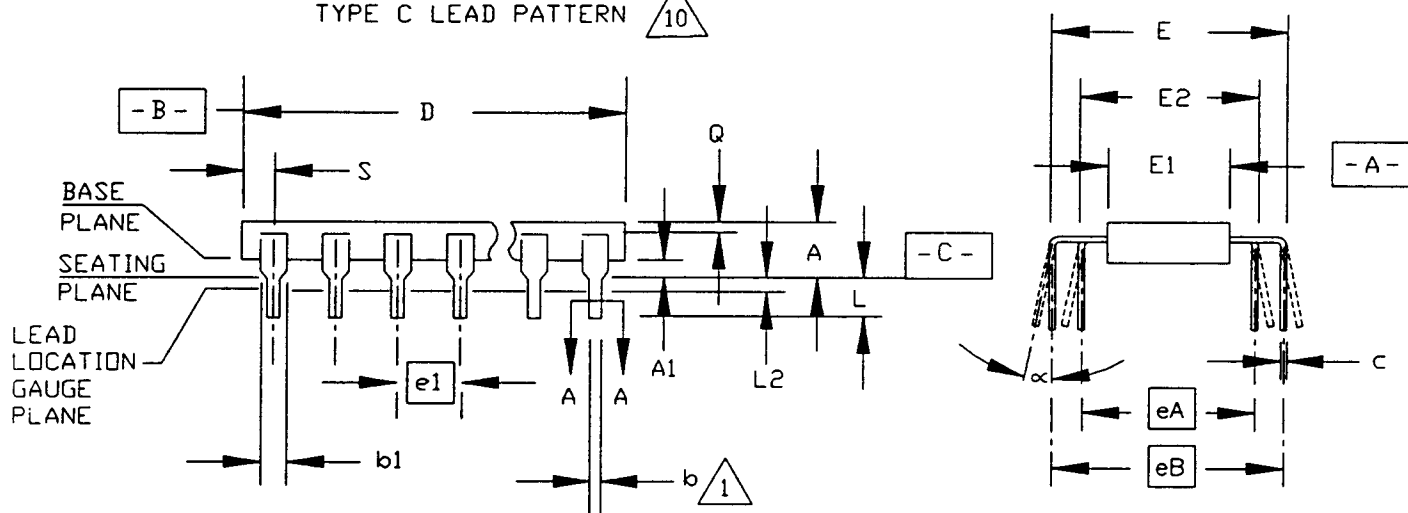 TYPE C LEAD PATTERN 10
E
- B -
D
E2
Q
S
E1
- A -
BASE
PLANE
A
- C -
SEATING
PLANE
L
LEAD
LOCATION
GAUGE
PLANE
e1
A
A
A1
L2
α
C
eA
b1
b 1
eB